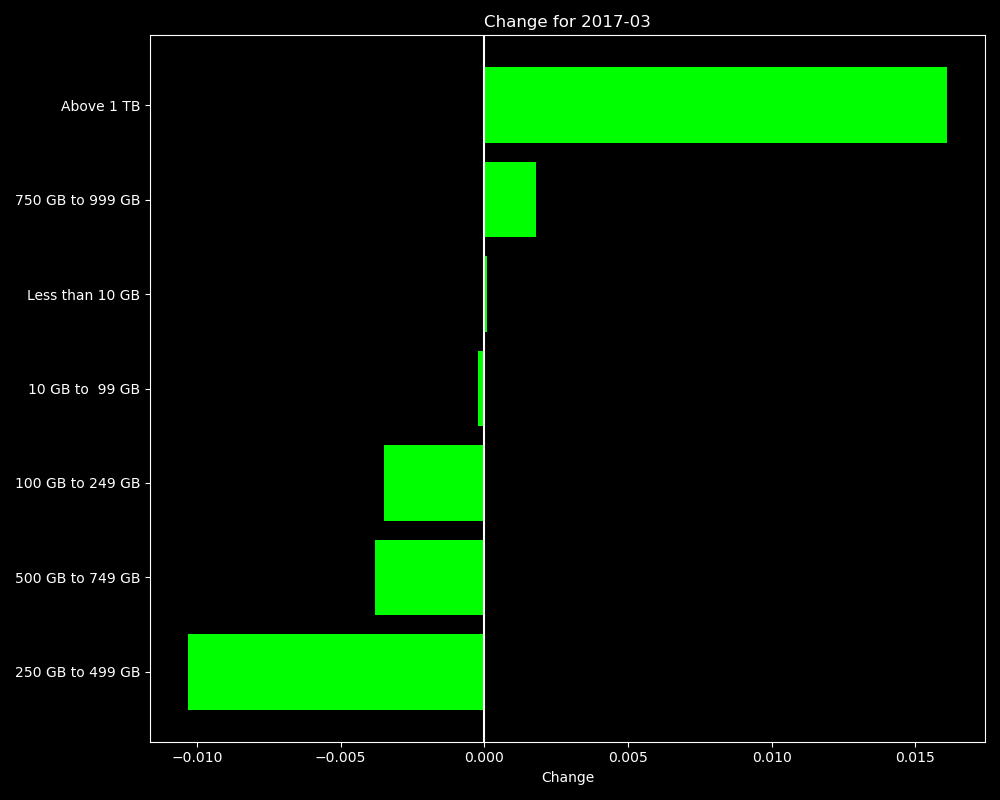 Change for 2017-03
Above 1 TB
750 GB to 999 GB
Less than 10 GB
10 GB to  99 GB
100 GB to 249 GB
500 GB to 749 GB
250 GB to 499 GB
−0.010 −0.005 0.000 0.005 0.010 0.015
Change